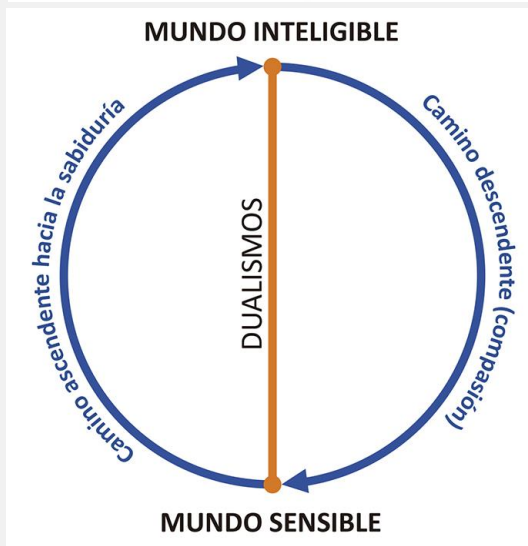 MUNDO INTELIGIBLE
Camino ascendente hacia la sabiduría
DUALISMOS
Camino descendente (compasión)
MUNDO SENSIBLE